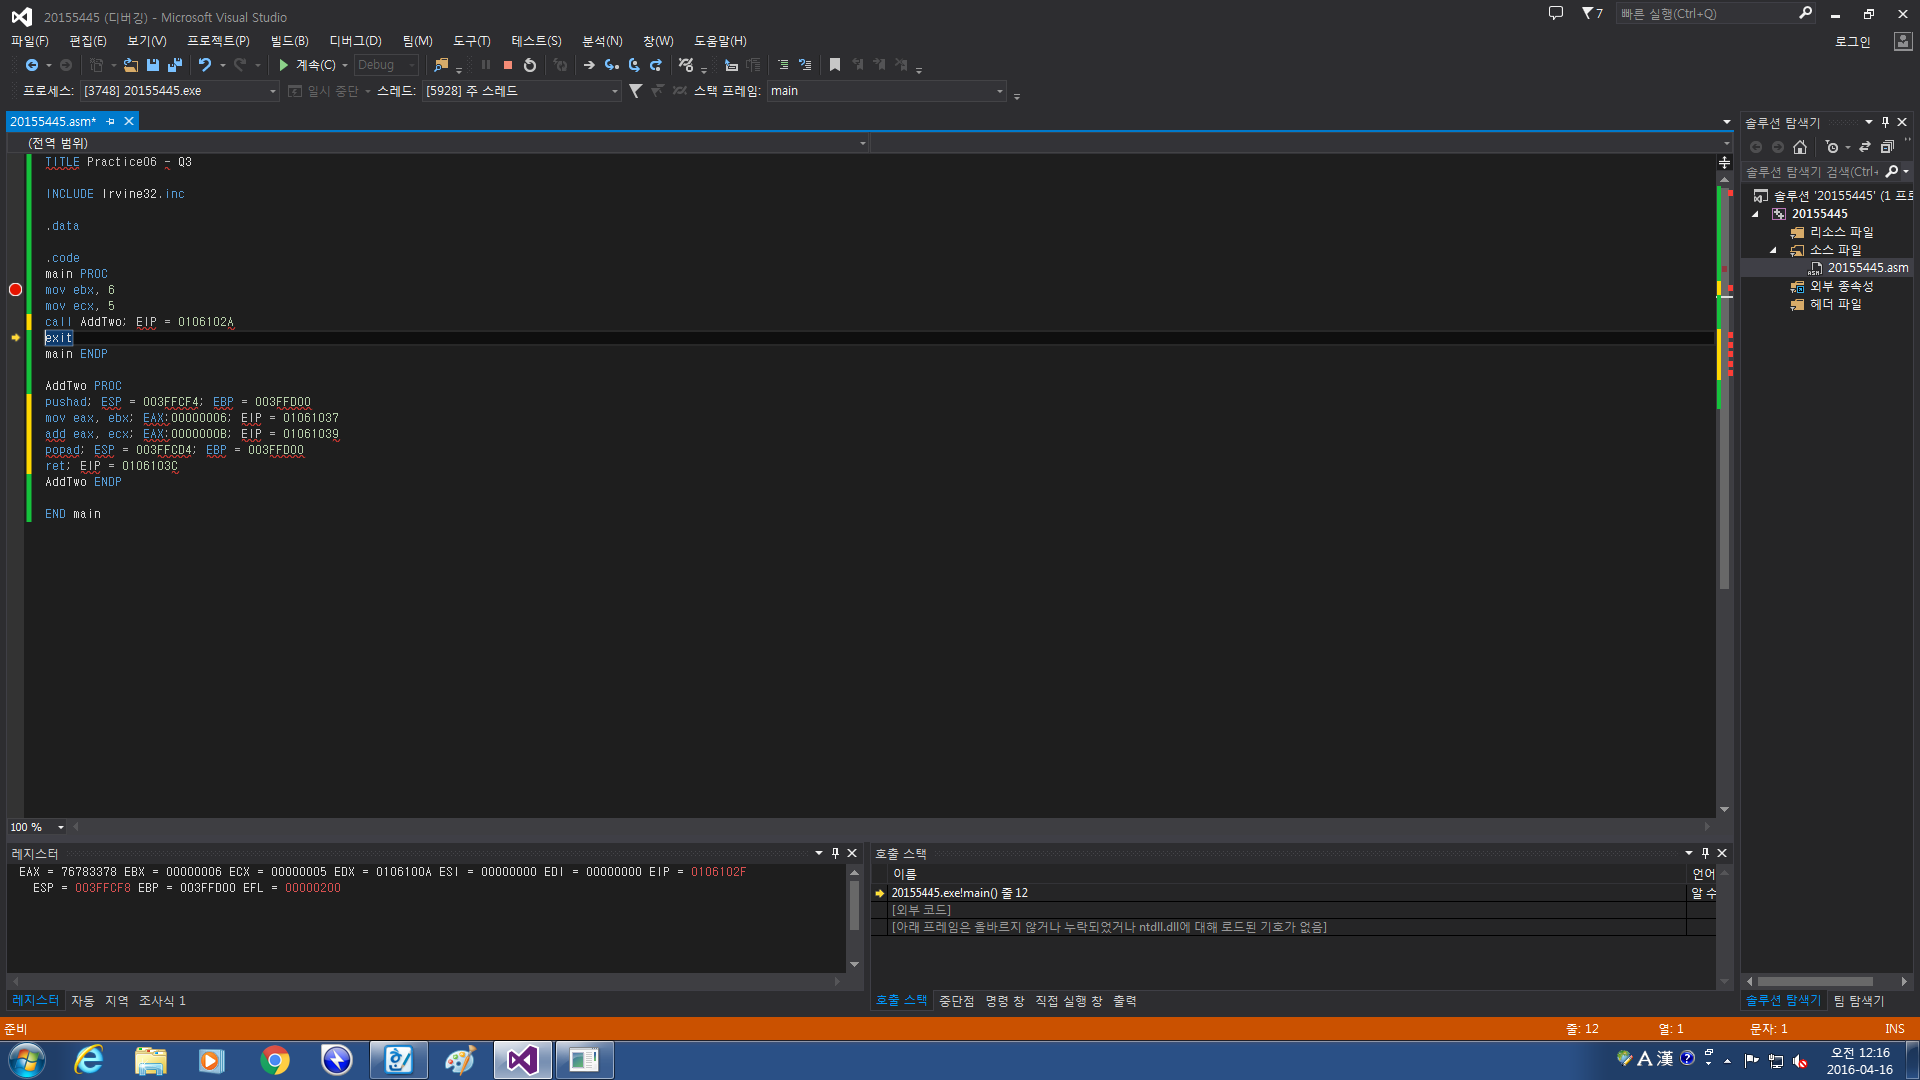 20155445 (디버깅) - Microsoft Visual Studio
7
빠른 실행(Ctrl+Q)
파일(F) 편집(E) 보기(V) 프로젝트(P) 빌드(B) 디버그(D) 팀(M) 도구(T) 테스트(S) 분석(N) 창(W) 도움말(H)
로그인
계속(C) Debug
프로세스: [3748] 20155445.exe 일시 중단 스레드: [5928] 주 스레드 스택 프레임: main
20155445.asm*
(전역 범위)
TITLE Practice06 - Q3
INCLUDE Irvine32.inc
.data
.code
main PROC
mov ebx, 6
mov ecx, 5
call AddTwo; EIP = 0106102A
exit
main ENDP
AddTwo PROC
pushad; ESP = 003FFCF4; EBP = 003FFD00
mov eax, ebx; EAX:00000006; EIP = 01061037
add eax, ecx; EAX:0000000B; EIP = 01061039
popad; ESP = 003FFCD4; EBP = 003FFD00
ret; EIP = 0106103C
AddTwo ENDP
END main
100 %
솔루션 탐색기
솔루션 탐색기 검색(Ctrl+
솔루션 '20155445' (1 프로
20155445
리소스 파일
소스 파일
20155445.asm
외부 종속성
헤더 파일
솔루션 탐색기 팀 탐색기
레지스터
EAX = 76783378 EBX = 00000006 ECX = 00000005 EDX = 0106100A ESI = 00000000 EDI = 00000000 EIP = 0106102F
ESP = 003FFCF8 EBP = 003FFD00 EFL = 00000200
레지스터 자동 지역 조사식 1
호출 스택
이름 언어
20155445.exe!main() 줄 12 알 수
[외부 코드]
[아래 프레임은 올바르지 않거나 누락되었거나 ntdll.dll에 대해 로드된 기호가 없음]
호출 스택 중단점 명령 창 직접 실행 창 출력
준비 줄: 12 열: 1 문자: 1 INS
A 漢
오전 12:16
2016-04-16